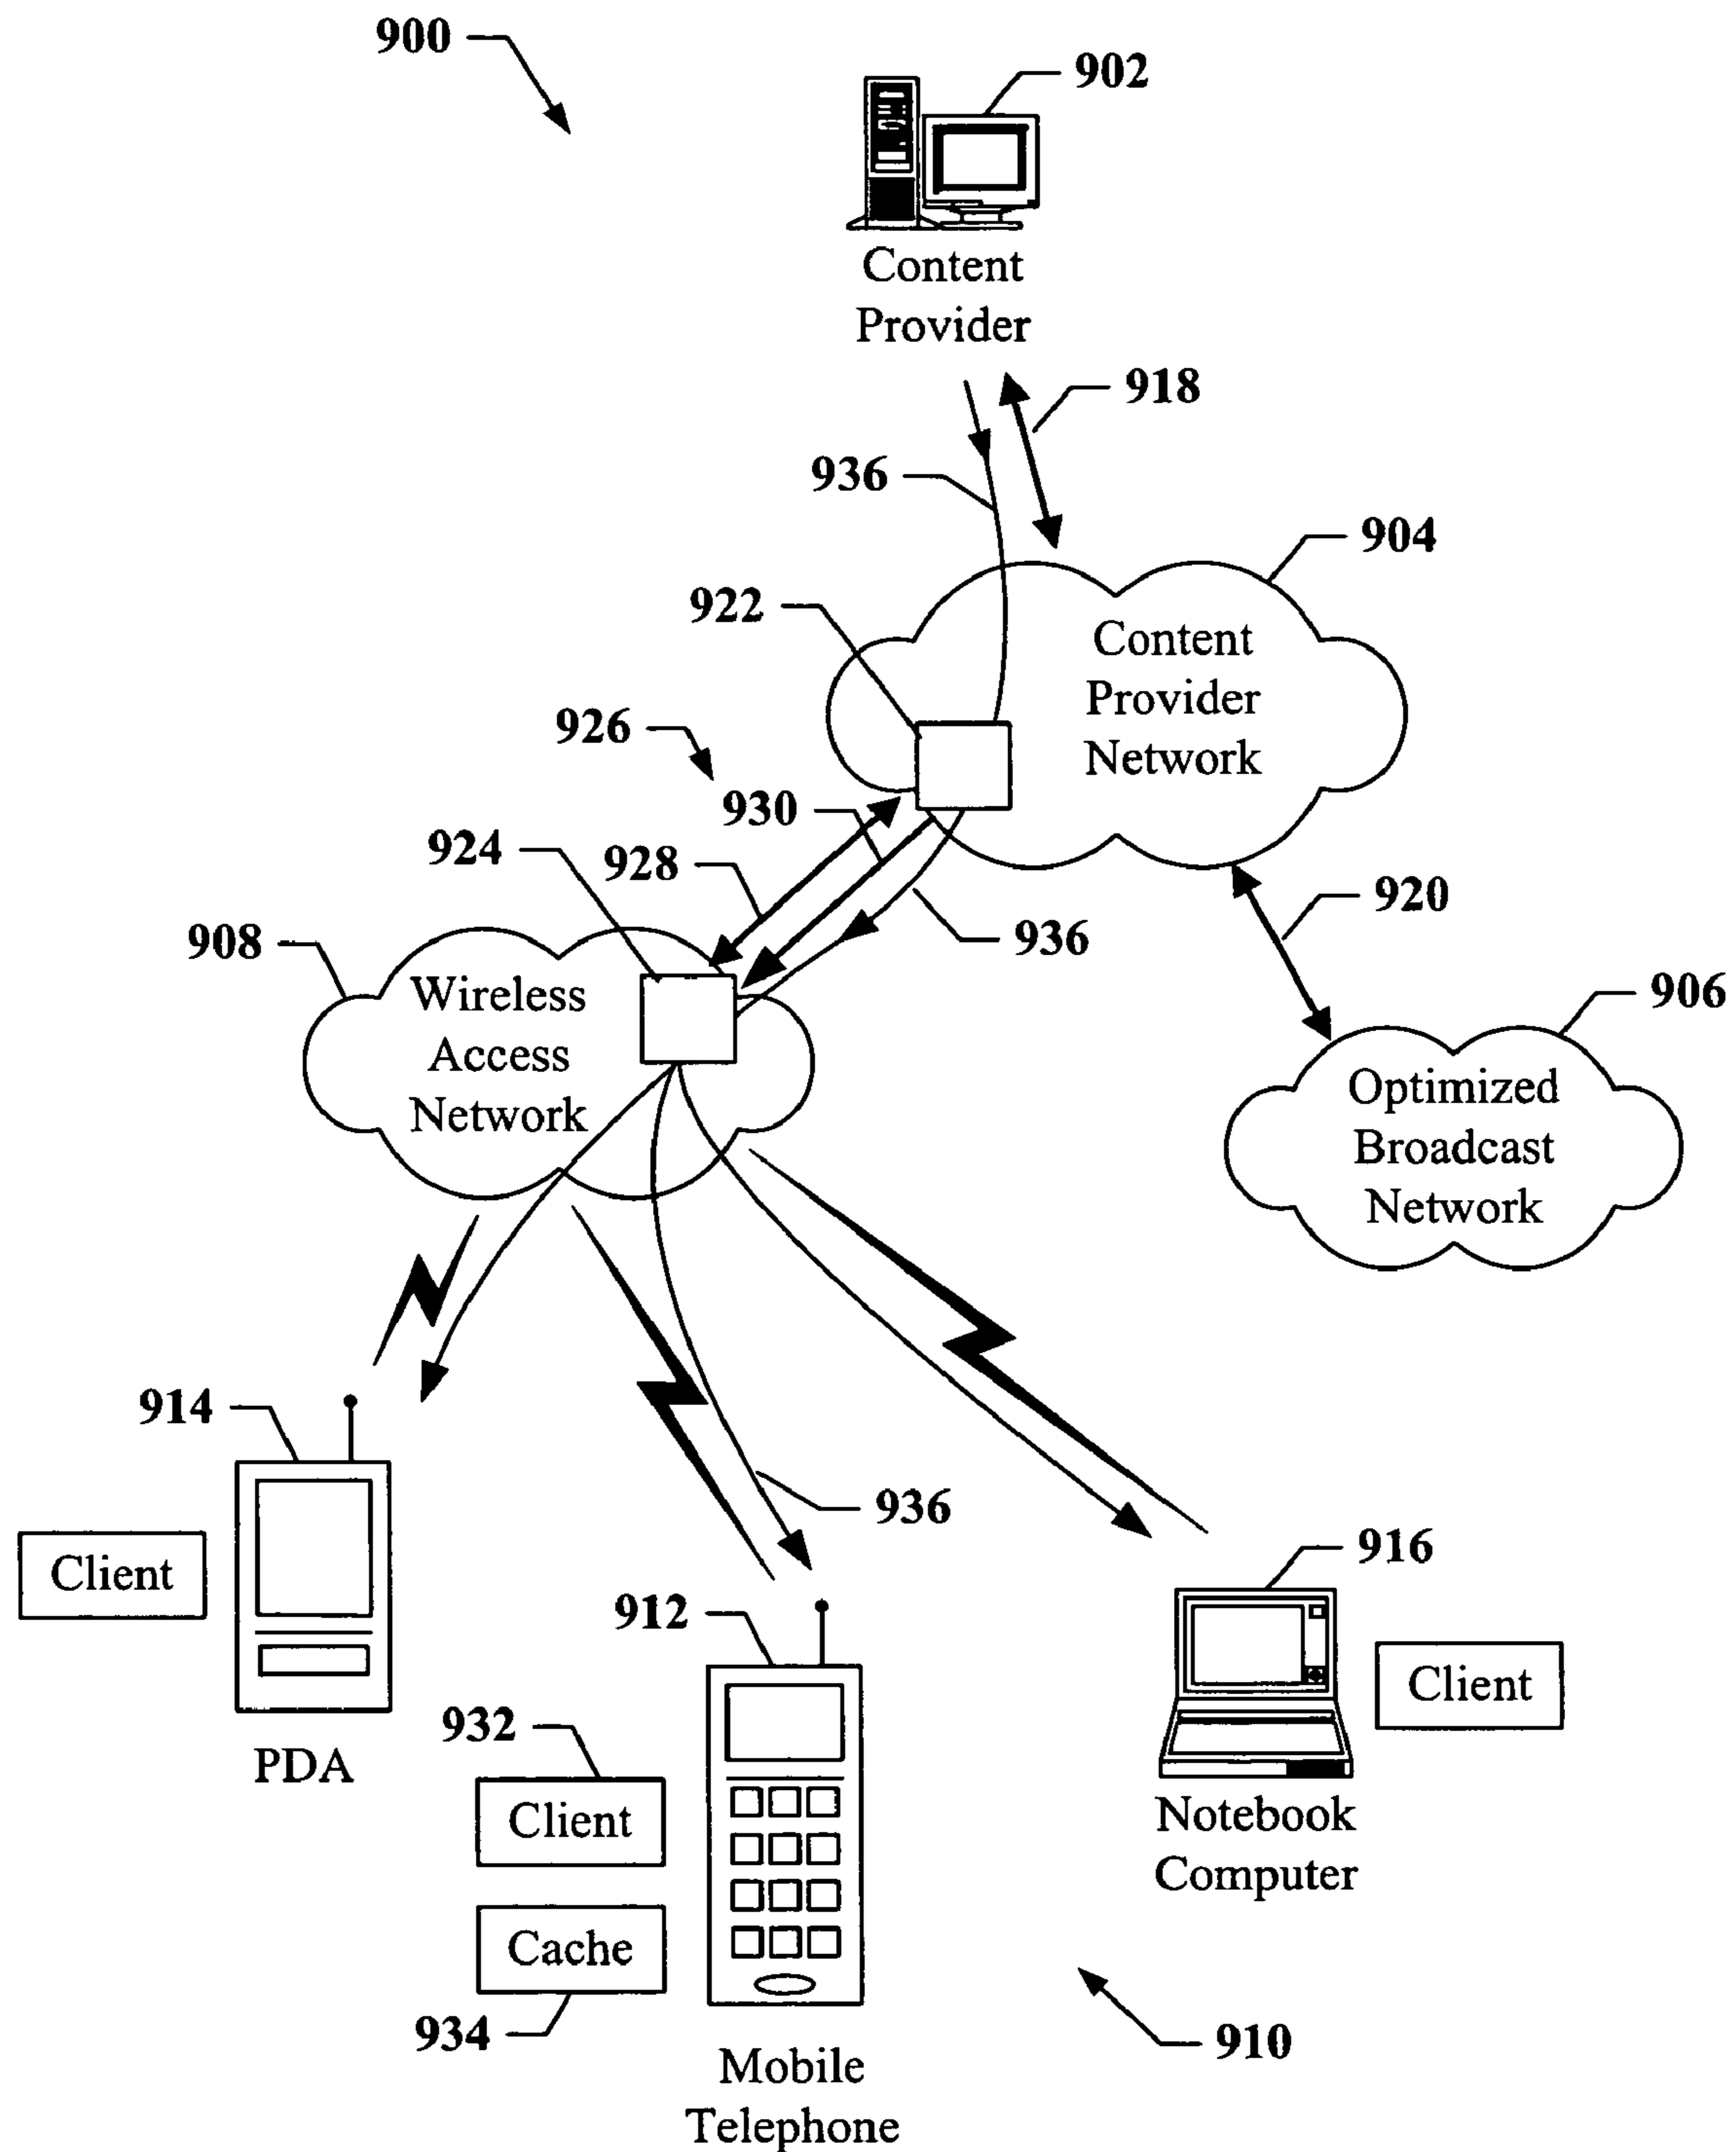 900
902
Content
Provider
918
936
904
922
Content
Provider
Network
926
930
924
928
920
936
908
Wireless
Access
Network
906
Optimized
Broadcast
Network
914
936
916
Client
912
Client
932
PDA
Client
Notebook
Computer
Cache
934
910
Mobile
Telephone